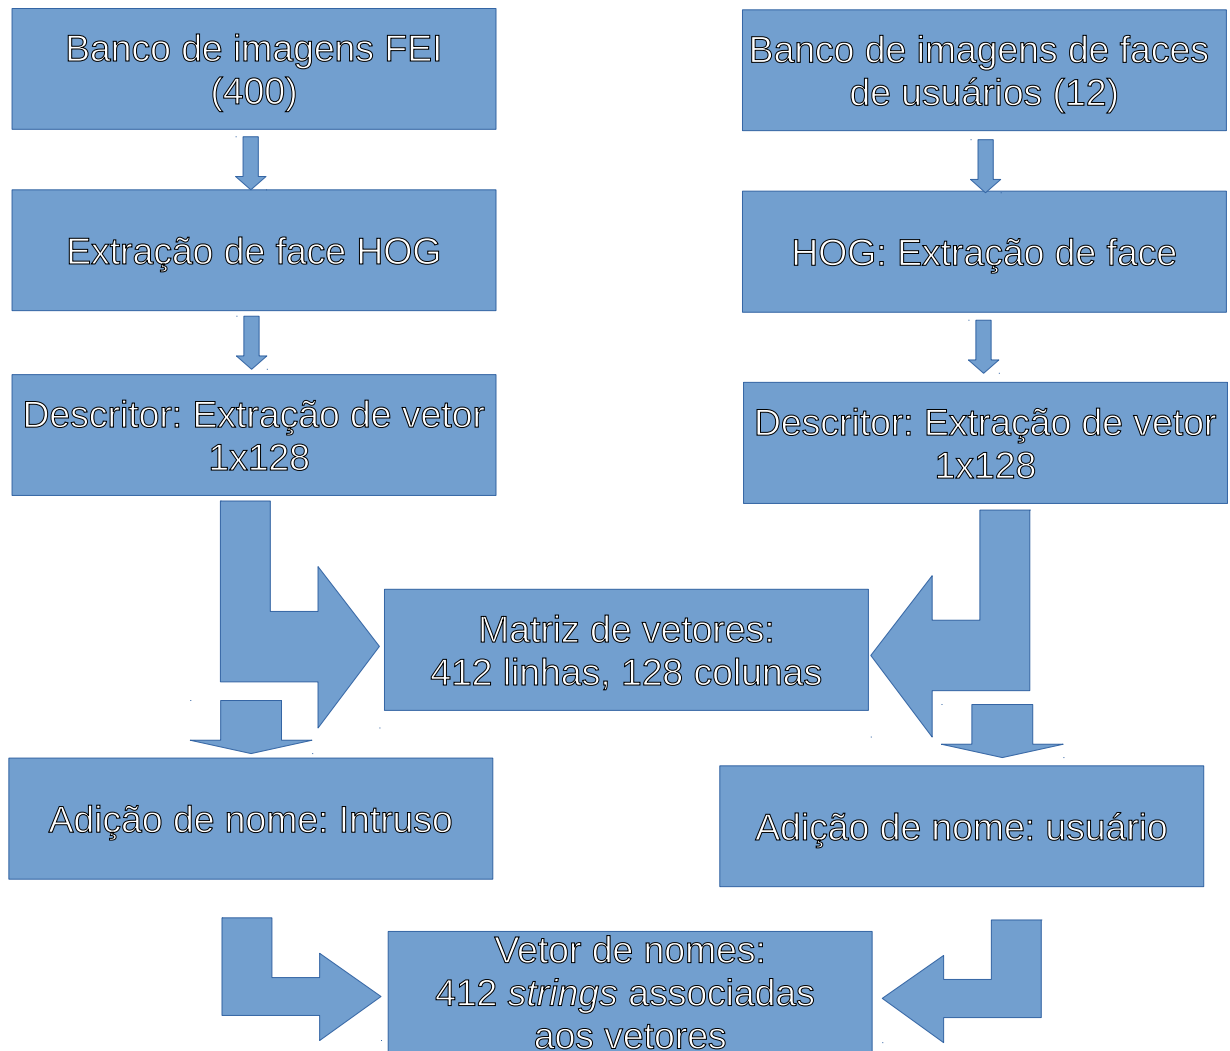 Banco de imagens FEI
(400)
Banco de imagens de faces
de usuários (12)
Extração de face HOG
HOG: Extração de face
Descritor: Extração de vetor
1x128
Descritor: Extração de vetor
1x128
Matriz de vetores:
412 linhas, 128 colunas
Adição de nome: Intruso
Adição de nome: usuário
Vetor de nomes:
412 strings associadas
aos vetores